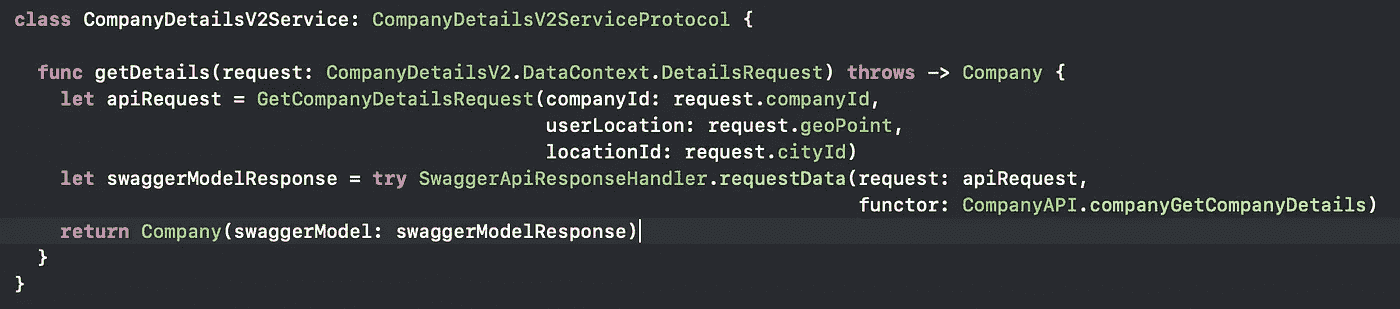 class CompanyDetailsV2Service: CompanyDetailsV2ServiceProtocol {
func getDetails(request: CompanyDetailsV2.DataContext.DetailsRequest) throws -> Company {
let apiRequest = GetCompanyDetailsRequest(companyId: request.companyId,
userLocation: request.geoPoint,
locationId: request.cityId)
let swaggerModelResponse = try SwaggerApiResponseHandler.requestData(request: apiRequest,
functor: CompanyAPI.companyGetCompanyDetails)
return Company(swaggerModel: swaggerModelResponse)
}
}